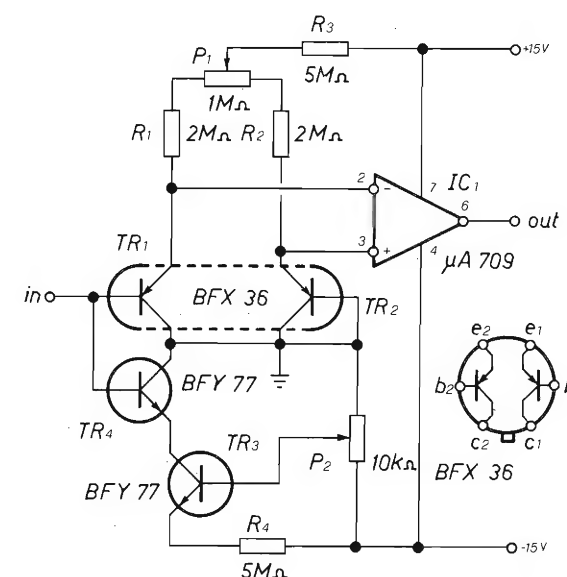 R3
+15V
P1
5MΩ
1MΩ
R1
2MΩ
R2
2MΩ
IC1
2
-
7
6
out
3
+
4
μA 709
TR1
in
BFX 36
TR2
BFY 77
TR4
TR3
P2
10kΩ
BFY 77
R4
5MΩ
-15V
e2
e1
b2
c2
c1
BFX 36